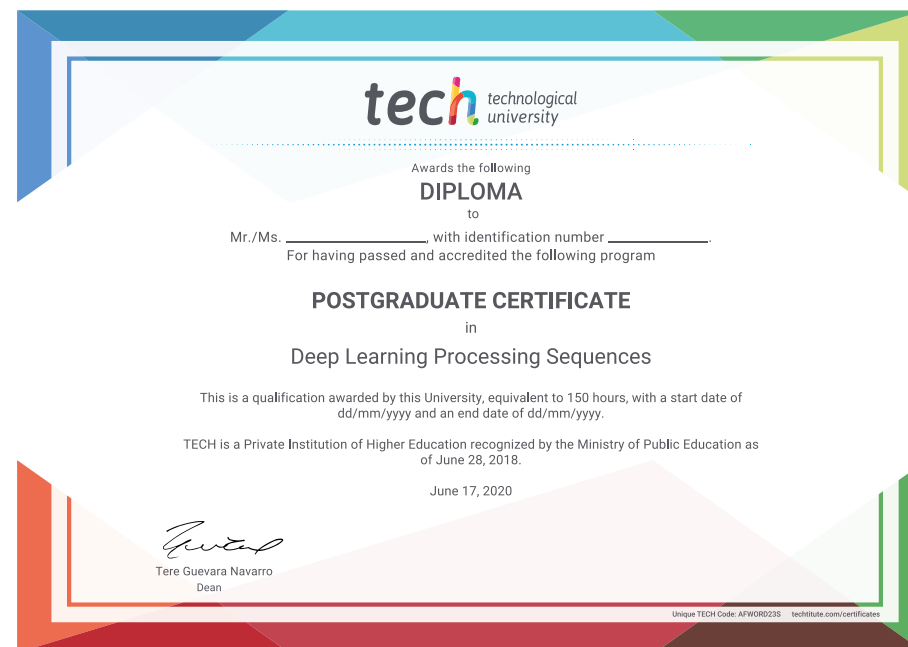 tech technological
university
Awards the following
DIPLOMA
to
Mr./Ms. ____________, with identification number ____________.
For having passed and accredited the following program
POSTGRADUATE CERTIFICATE
in
Deep Learning Processing Sequences
This is a qualification awarded by this University, equivalent to 150 hours, with a start date of
dd/mm/yyyy and an end date of dd/mm/yyyy.
TECH is a Private Institution of Higher Education recognized by the Ministry of Public Education as
of June 28, 2018.
June 17, 2020
Tere Guevara Navarro
Dean
Unique TECH Code: AFWORD23S techtitute.com/certificates